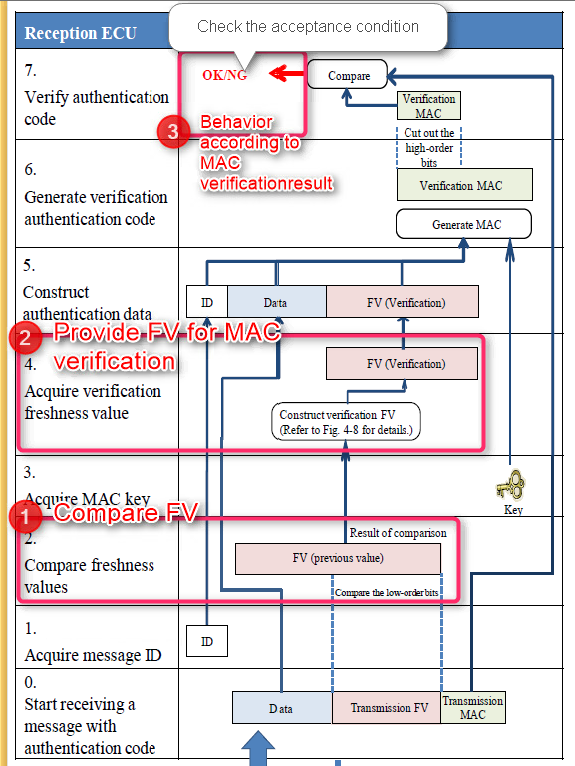 Reception ECU
Check the acceptance condition
7.
Verify authentication
code
OK/NG
Compare
Verification
MAC
3
Behavior
according to
MAC
verificationresult
Cut out the
high-order
bits
6.
Generate verification
authentication code
Verification MAC
Generate MAC
5.
Construct
authentication data
ID
Data
FV (Verification)
2
Provide FV for MAC
verification
4.
Acquire verification
freshness value
FV (Verification)
Construct verification FV
(Refer to Fig. 4-8 for details.)
3.
Acquire MAC key
Key
1
Compare FV
2.
Compare freshness
values
Result of comparison
FV (previous value)
Compare the low-order bits
1.
Acquire message ID
ID
0.
Start receiving a
message with
authentication code
Data
Transmission FV
Transmission
MAC